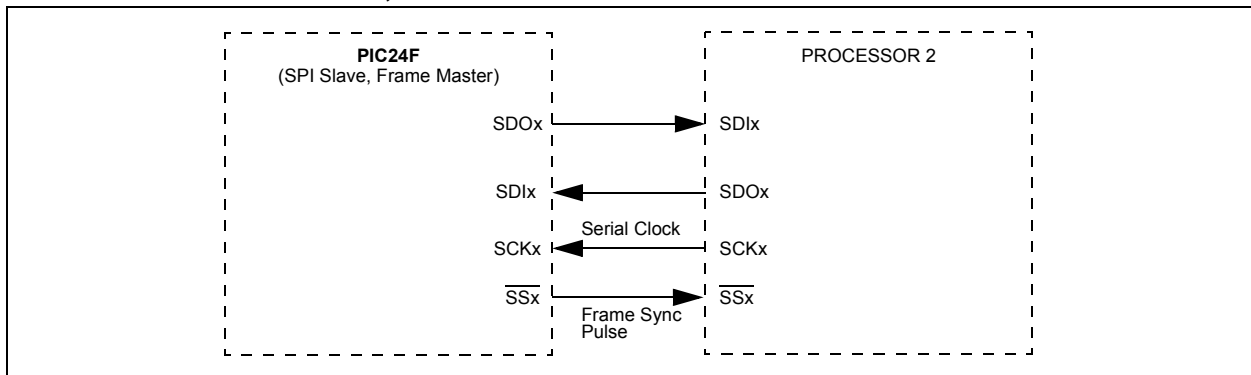 PIC24F
(SPI Slave, Frame Master)
PROCESSOR 2
SDOx
SDIx
SDIx
SDOx
Serial Clock
SCKx
SCKx
SSx
SSx
Frame Sync
Pulse